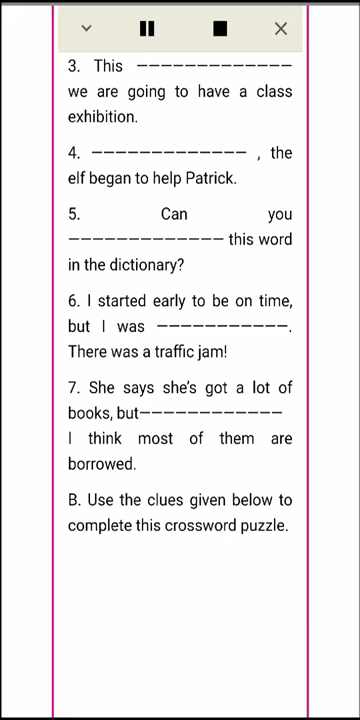 3. This –––––––––––––
we are going to have a class
exhibition.
4. ––––––––––––– , the
elf began to help Patrick.
5. Can you
––––––––––––– this word
in the dictionary?
6. I started early to be on time,
but I was –––––––––––.
There was a traffic jam!
7. She says she's got a lot of
books, but––––––––––––
I think most of them are
borrowed.
B. Use the clues given below to
complete this crossword puzzle.